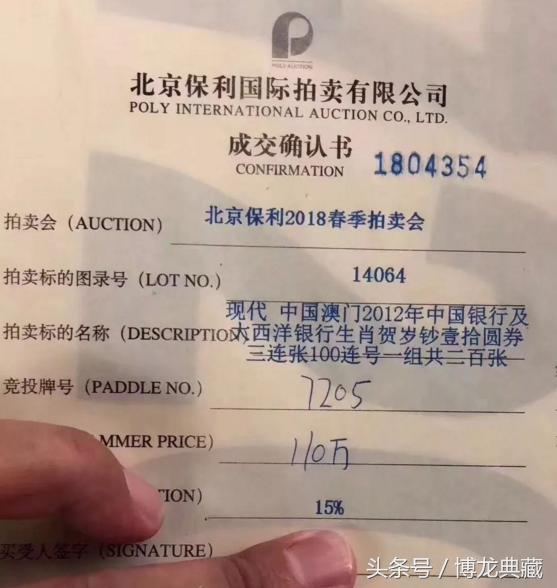 POLY AUCTION
北京保利国际拍卖有限公司
POLY INTERNATIONAL AUCTION CO., LTD.
成交确认书
CONFIRMATION 1804354
拍卖会（AUCTION） 北京保利2018春季拍卖会
拍卖标的图录号（LOT NO.） 14064
现代 中国澳门2012年中国银行及
拍卖标的名称（DESCRIPTION 大西洋银行生肖贺岁钞壹拾圆券
三连张100连号一组共二百张
竞投牌号（PADDLE NO.） 7205
MMER PRICE） 110万
TION） 15%
买受人签字（SIGNATURE）
头条号／博龙典藏